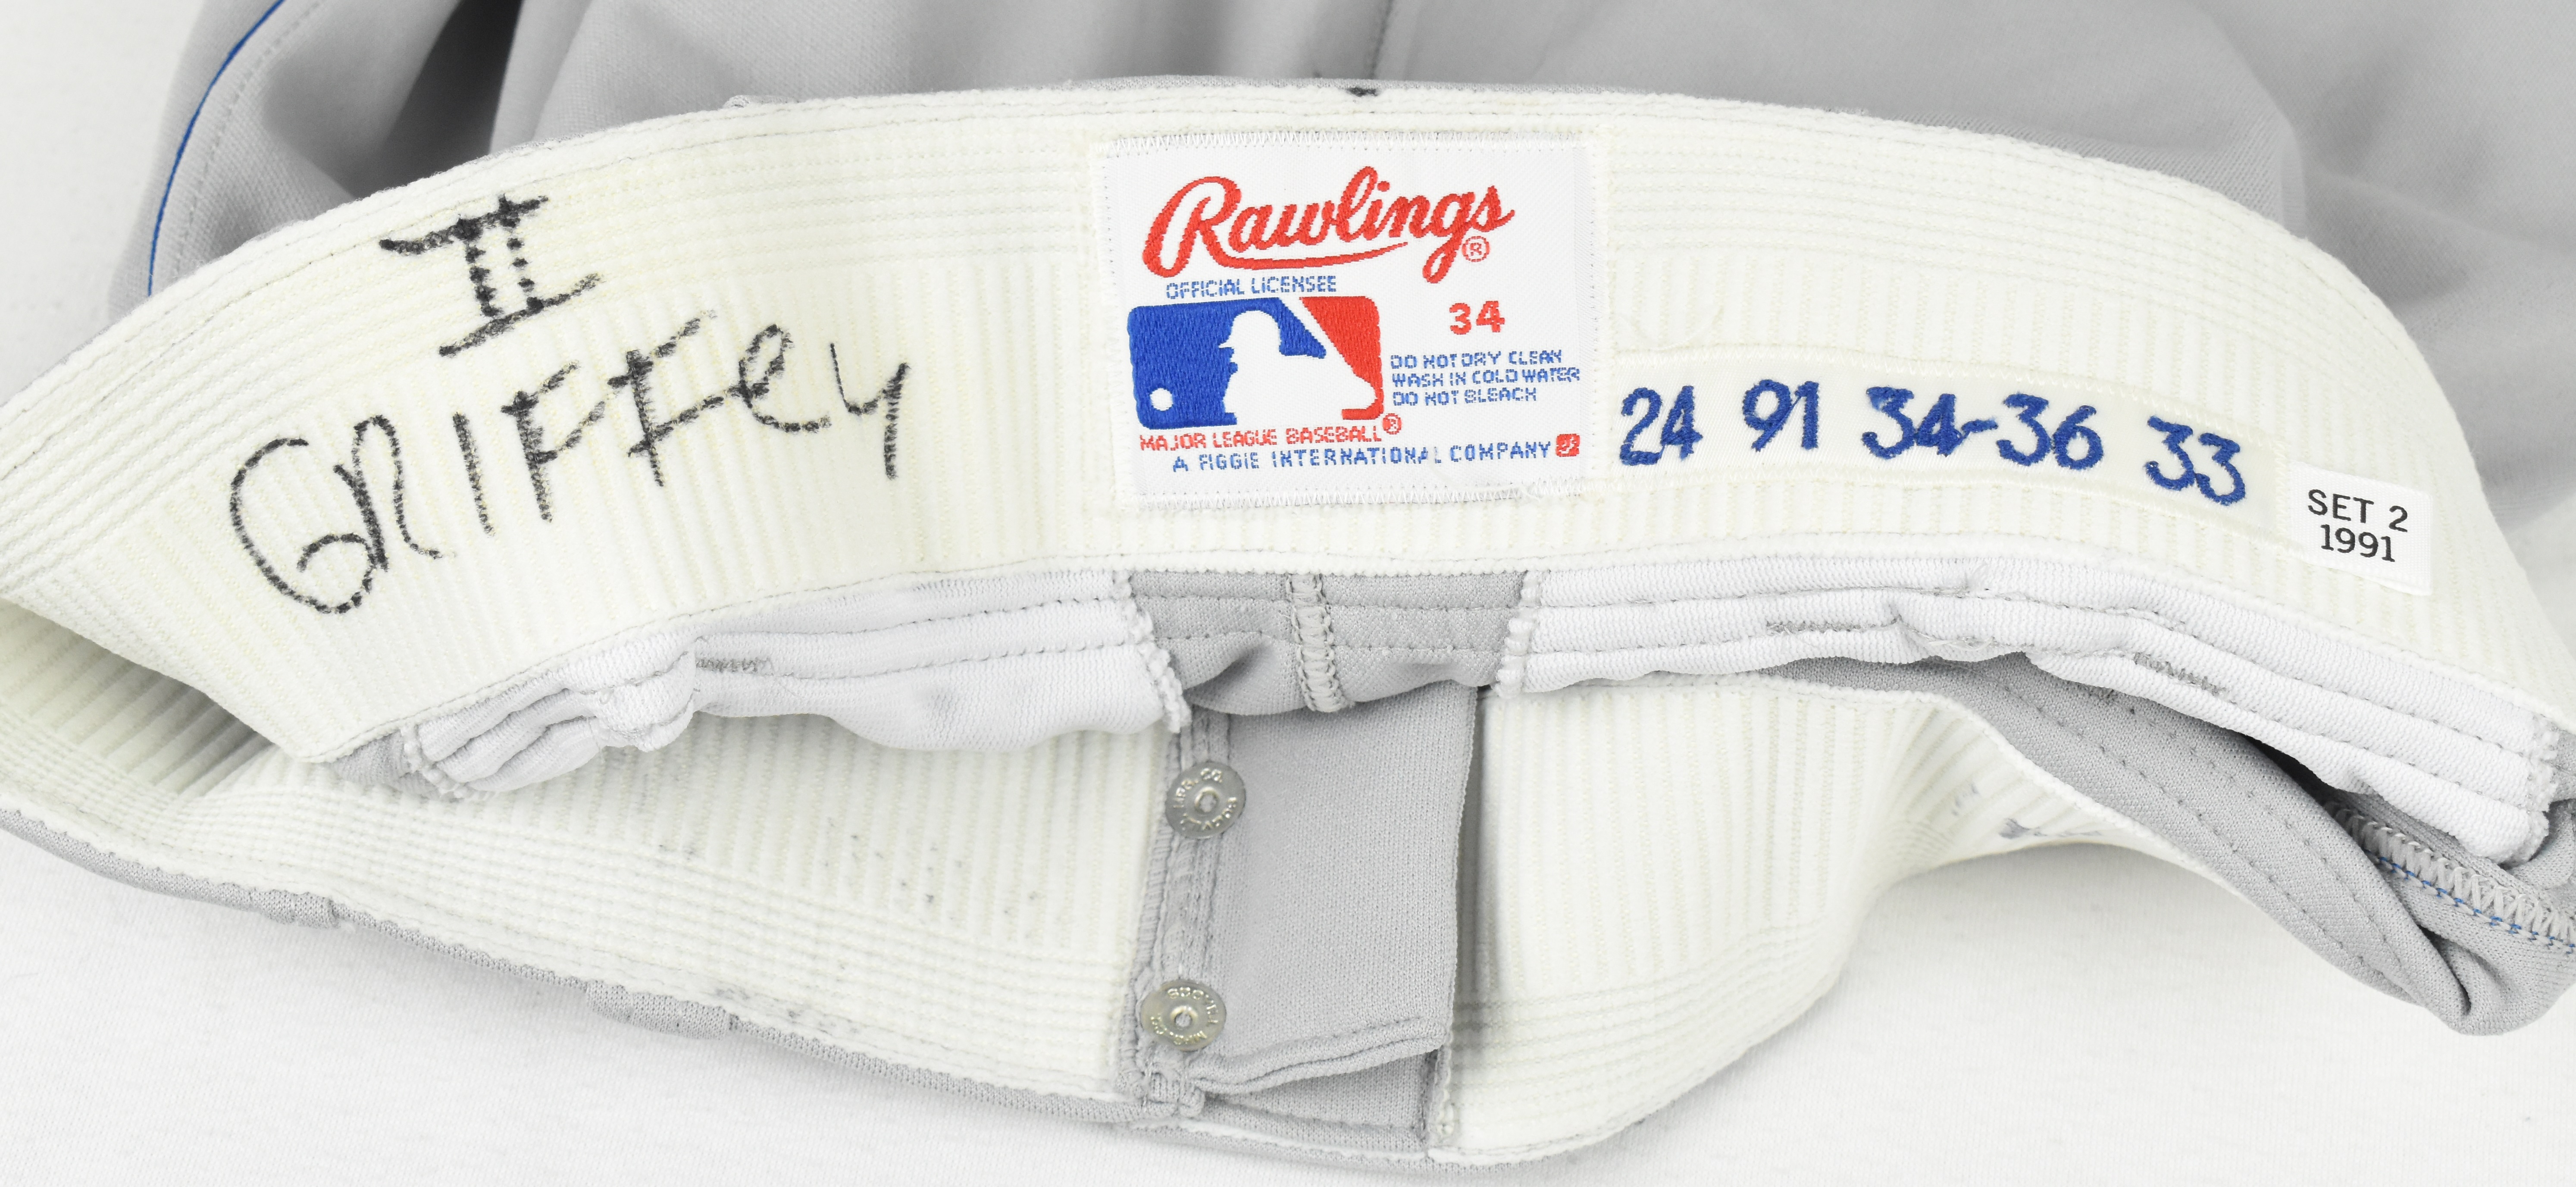 II
GRIFFey
Rawlings®
OFFICIAL LICENSEE
34
DO NOT DRY CLEAN
WASH IN COLD WATER
DO NOT BLEACH
MAJOR LEAGUE BASEBALL®
A FIGGIE INTERNATIONAL COMPANY
24 91 34-36 33
SET 2
1991